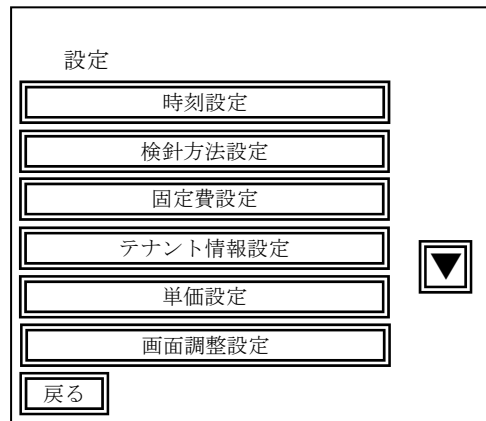 設定
時刻設定
検針方法設定
固定費設定
テナント情報設定
▼
単価設定
画面調整設定
戻る